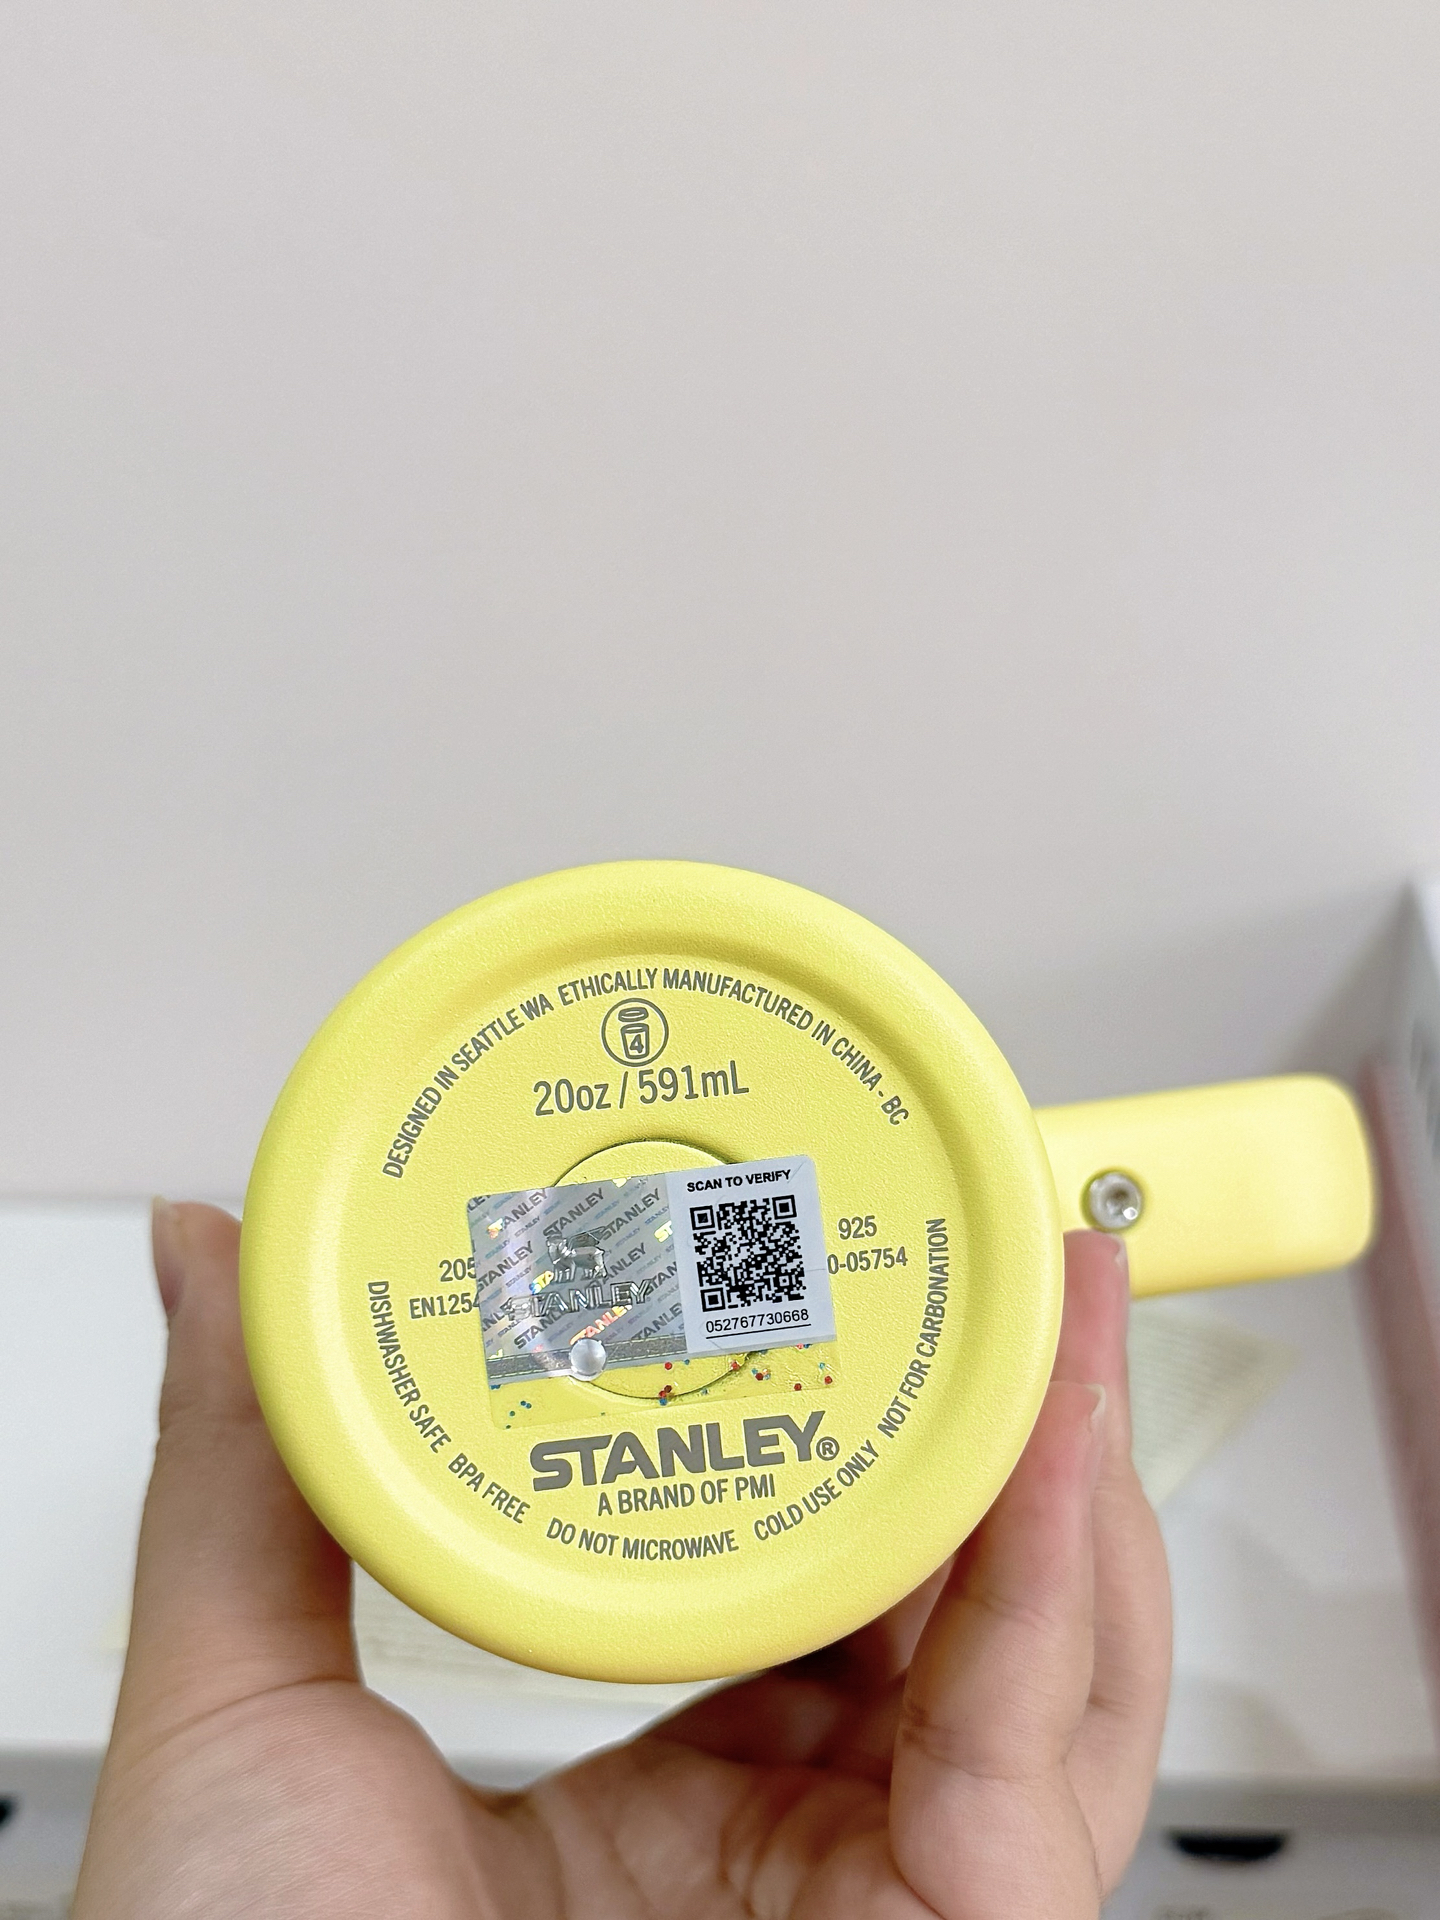 DESIGNED IN SEATTLE WA ETHICALLY MANUFACTURED IN CHINA - BC
4
20oz / 591mL
SCAN TO VERIFY
STANLEY
052767730668
205
925
EN1254
0-05754
STANLEY®
A BRAND OF PMI
DISHWASHER SAFE BPA FREE DO NOT MICROWAVE COLD USE ONLY NOT FOR CARBONATION